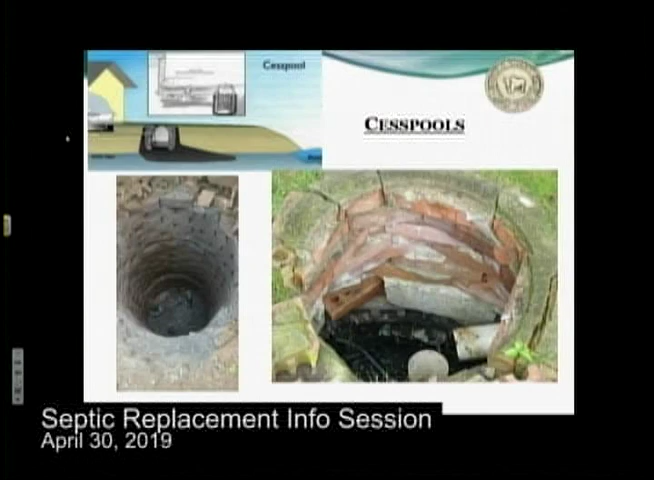 Cesspool
CESSPOOLS
Septic Replacement Info Session
April 30, 2019